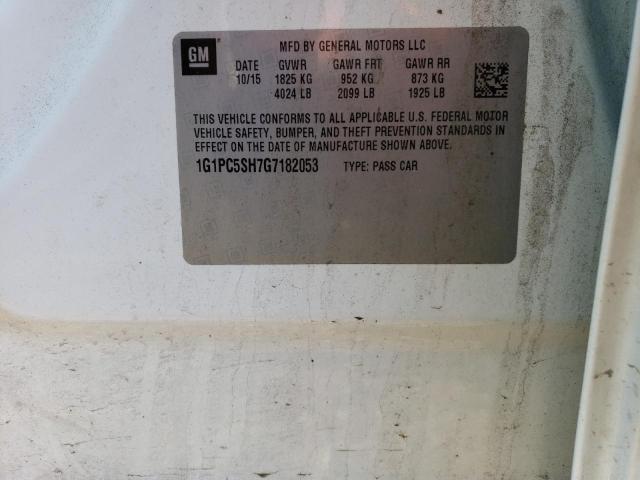 GM
MFD BY GENERAL MOTORS LLC
DATE GVWR GAWR FRT GAWR RR
10/15 1825 KG 952 KG 873 KG
4024 LB 2099 LB 1925 LB
THIS VEHICLE CONFORMS TO ALL APPLICABLE U.S. FEDERAL MOTOR
VEHICLE SAFETY, BUMPER, AND THEFT PREVENTION STANDARDS IN
EFFECT ON THE DATE OF MANUFACTURE SHOWN ABOVE.
1G1PC5SH7G7182053 TYPE: PASS CAR